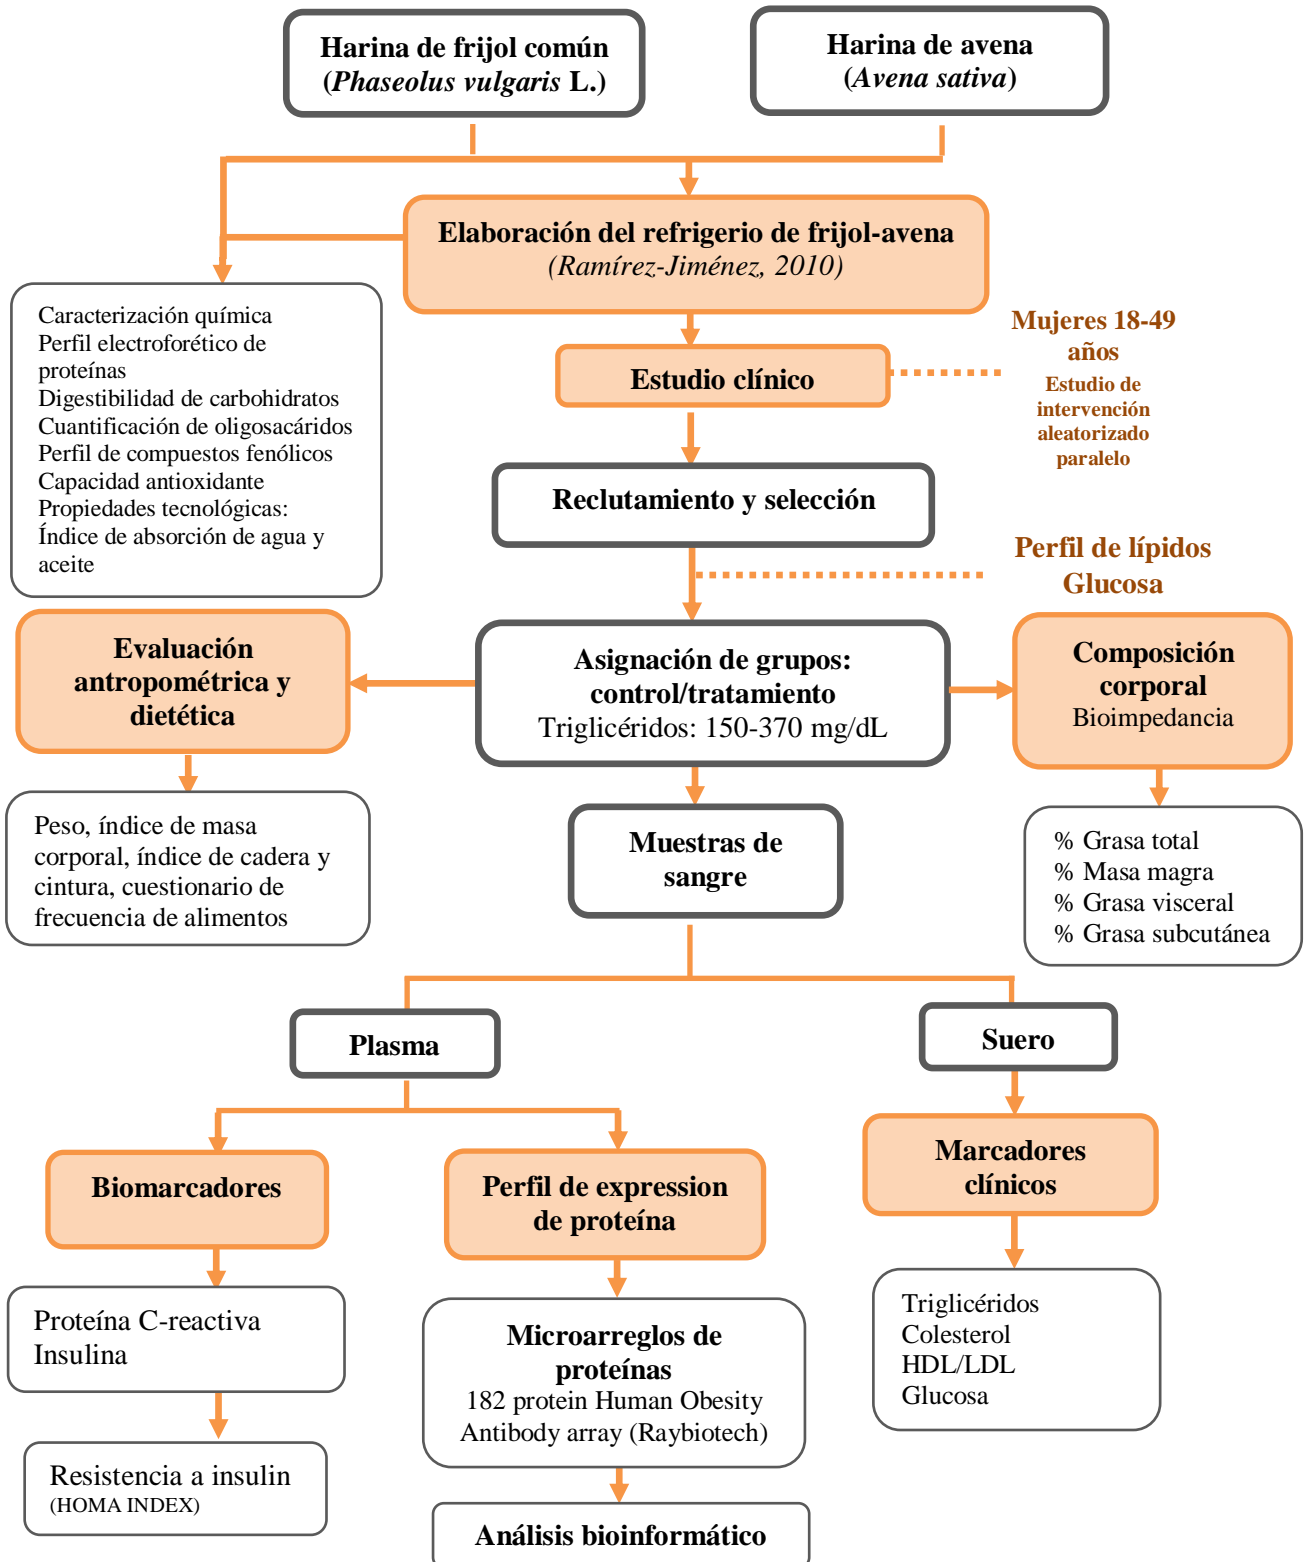 Harina de frijol común
(Phaseolus vulgaris L.)
Harina de avena
(Avena sativa)
Elaboración del refrigerio de frijol-avena
(Ramírez-Jiménez, 2010)
Caracterización química
Perfil electroforético de
proteínas
Digestibilidad de carbohidratos
Cuantificación de oligosacáridos
Perfil de compuestos fenólicos
Capacidad antioxidante
Propiedades tecnológicas:
Índice de absorción de agua y
aceite
Estudio clínico
Mujeres 18-49
años
Estudio de
intervención
aleatorizado
paralelo
Reclutamiento y selección
Perfil de lípidos
Glucosa
Evaluación
antropométrica y
dietética
Asignación de grupos:
control/tratamiento
Triglicéridos: 150-370 mg/dL
Composición
corporal
Bioimpedancia
Peso, índice de masa
corporal, índice de cadera y
cintura, cuestionario de
frecuencia de alimentos
Muestras de
sangre
% Grasa total
% Masa magra
% Grasa visceral
% Grasa subcutánea
Plasma
Suero
Biomarcadores
Perfil de expression
de proteína
Marcadores
clínicos
Proteína C-reactiva
Insulina
Microarreglos de
proteínas
182 protein Human Obesity
Antibody array (Raybiotech)
Triglicéridos
Colesterol
HDL/LDL
Glucosa
Resistencia a insulin
(HOMA INDEX)
Análisis bioinformático